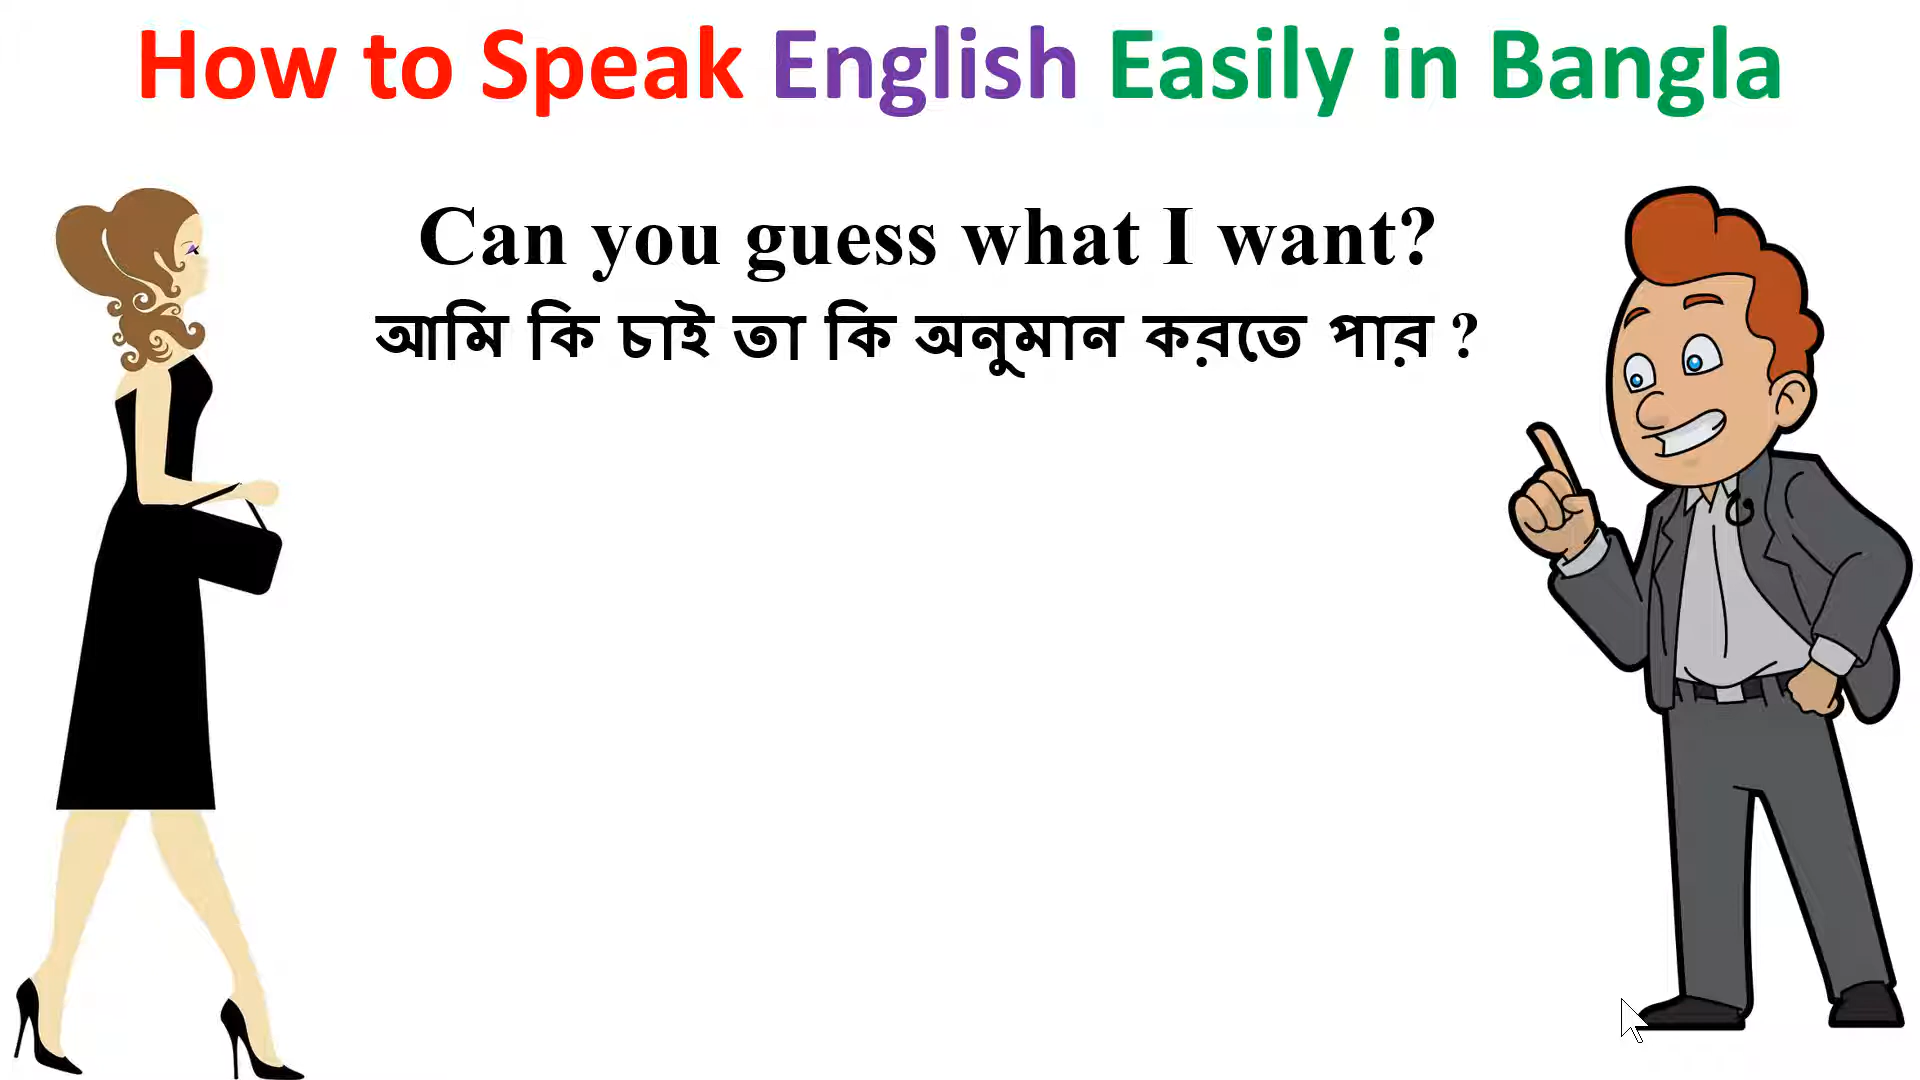 How to Speak English Easily in Bangla
Can you guess what I want?
আমি কি চাই তা কি অনুমান করতে পার ?